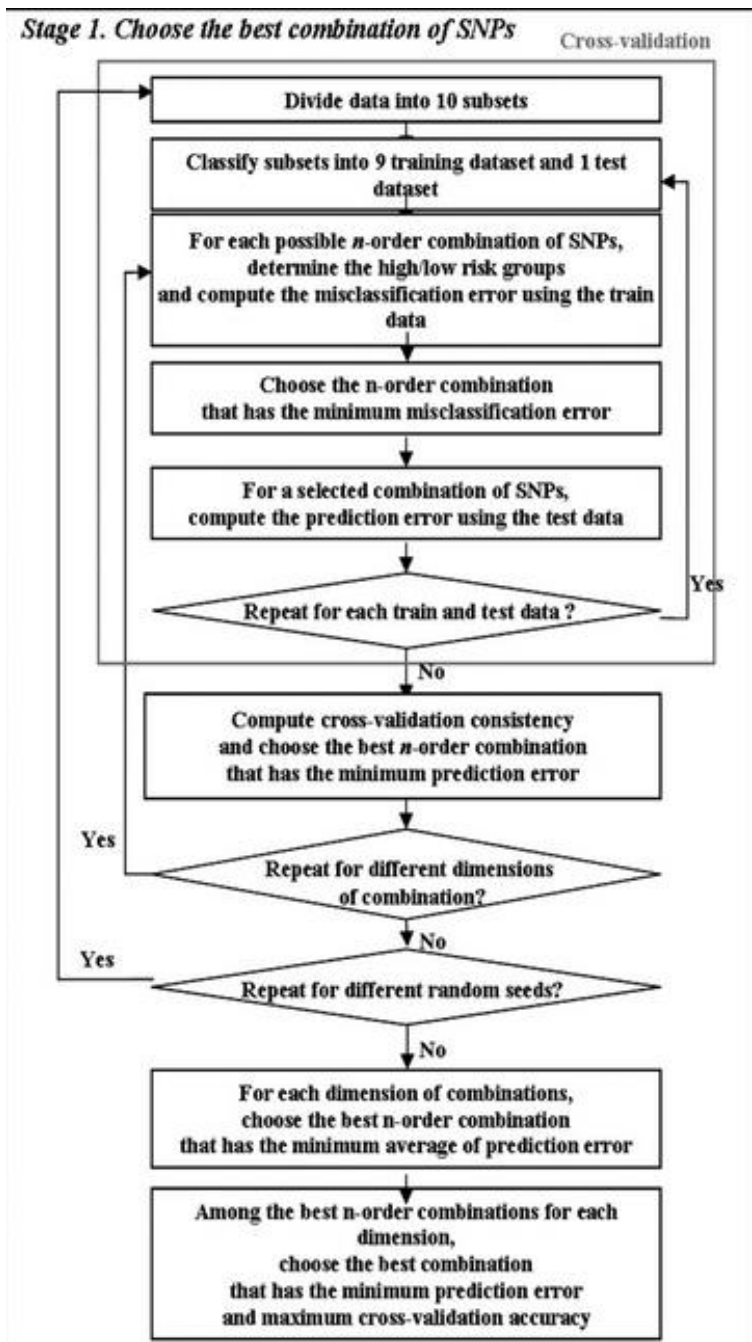 Stage 1. Choose the best combination of SNPs
Cross-validation
Divide data into 10 subsets
Classify subsets into 9 training dataset and 1 test
dataset
For each possible n-order combination of SNPs,
determine the high/low risk groups
and compute the misclassification error using the train
data
Choose the n-order combination
that has the minimum misclassification error
For a selected combination of SNPs,
compute the prediction error using the test data
Yes
Repeat for each train and test data ?
No
Compute cross-validation consistency
and choose the best n-order combination
that has the minimum prediction error
Yes
Repeat for different dimensions
of combination?
No
Yes
Repeat for different random seeds?
No
For each dimension of combinations,
choose the best n-order combination
that has the minimum average of prediction error
Among the best n-order combinations for each
dimension,
choose the best combination
that has the minimum prediction error
and maximum cross-validation accuracy